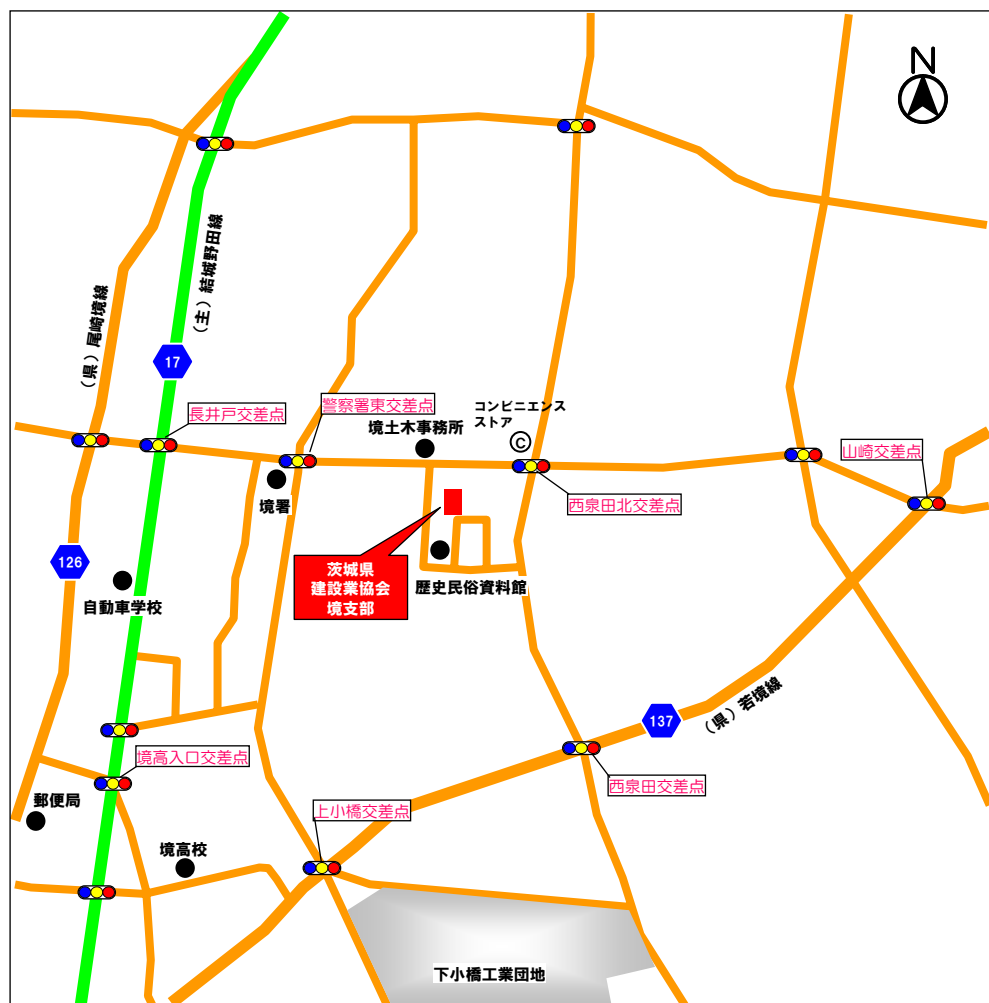 N
(主)結城野田線
(県)尾崎境線
17
長井戸交差点
警察署東交差点
境土木事務所
コンビニエンス
ストア
C
山崎交差点
境署
西泉田北交差点
126
茨城県
建設業協会
境支部
歴史民俗資料館
自動車学校
(県)若境線
137
境高入口交差点
西泉田交差点
郵便局
上小橋交差点
境高校
下小橋工業団地